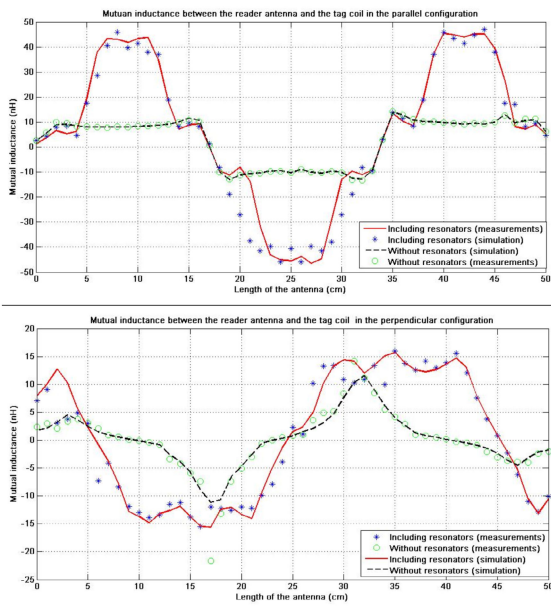 Mutuan inductance between the reader antenna and the tag coil in the parallel configuration
50
40
30
20
10
0
-10
-20
-30
-40
-50
Mutual inductance (nH)
0 5 10 15 20 25 30 35 40 45 50
Length of the antenna (cm)
Including resonators (measurements)
Including resonators (simulation)
Without resonators (simulation)
Without resonators (measurements)
Mutual inductance between the reader antenna and the tag coil in the perpendicular configuration
20
15
10
5
0
-5
-10
-15
-20
-25
Mutual inductance (nH)
0 5 10 15 20 25 30 35 40 45 50
Length of the antenna (cm)
Including resonators (measurements)
Without resonators (measurements)
Including resonators (simulation)
Without resonators (simulation)